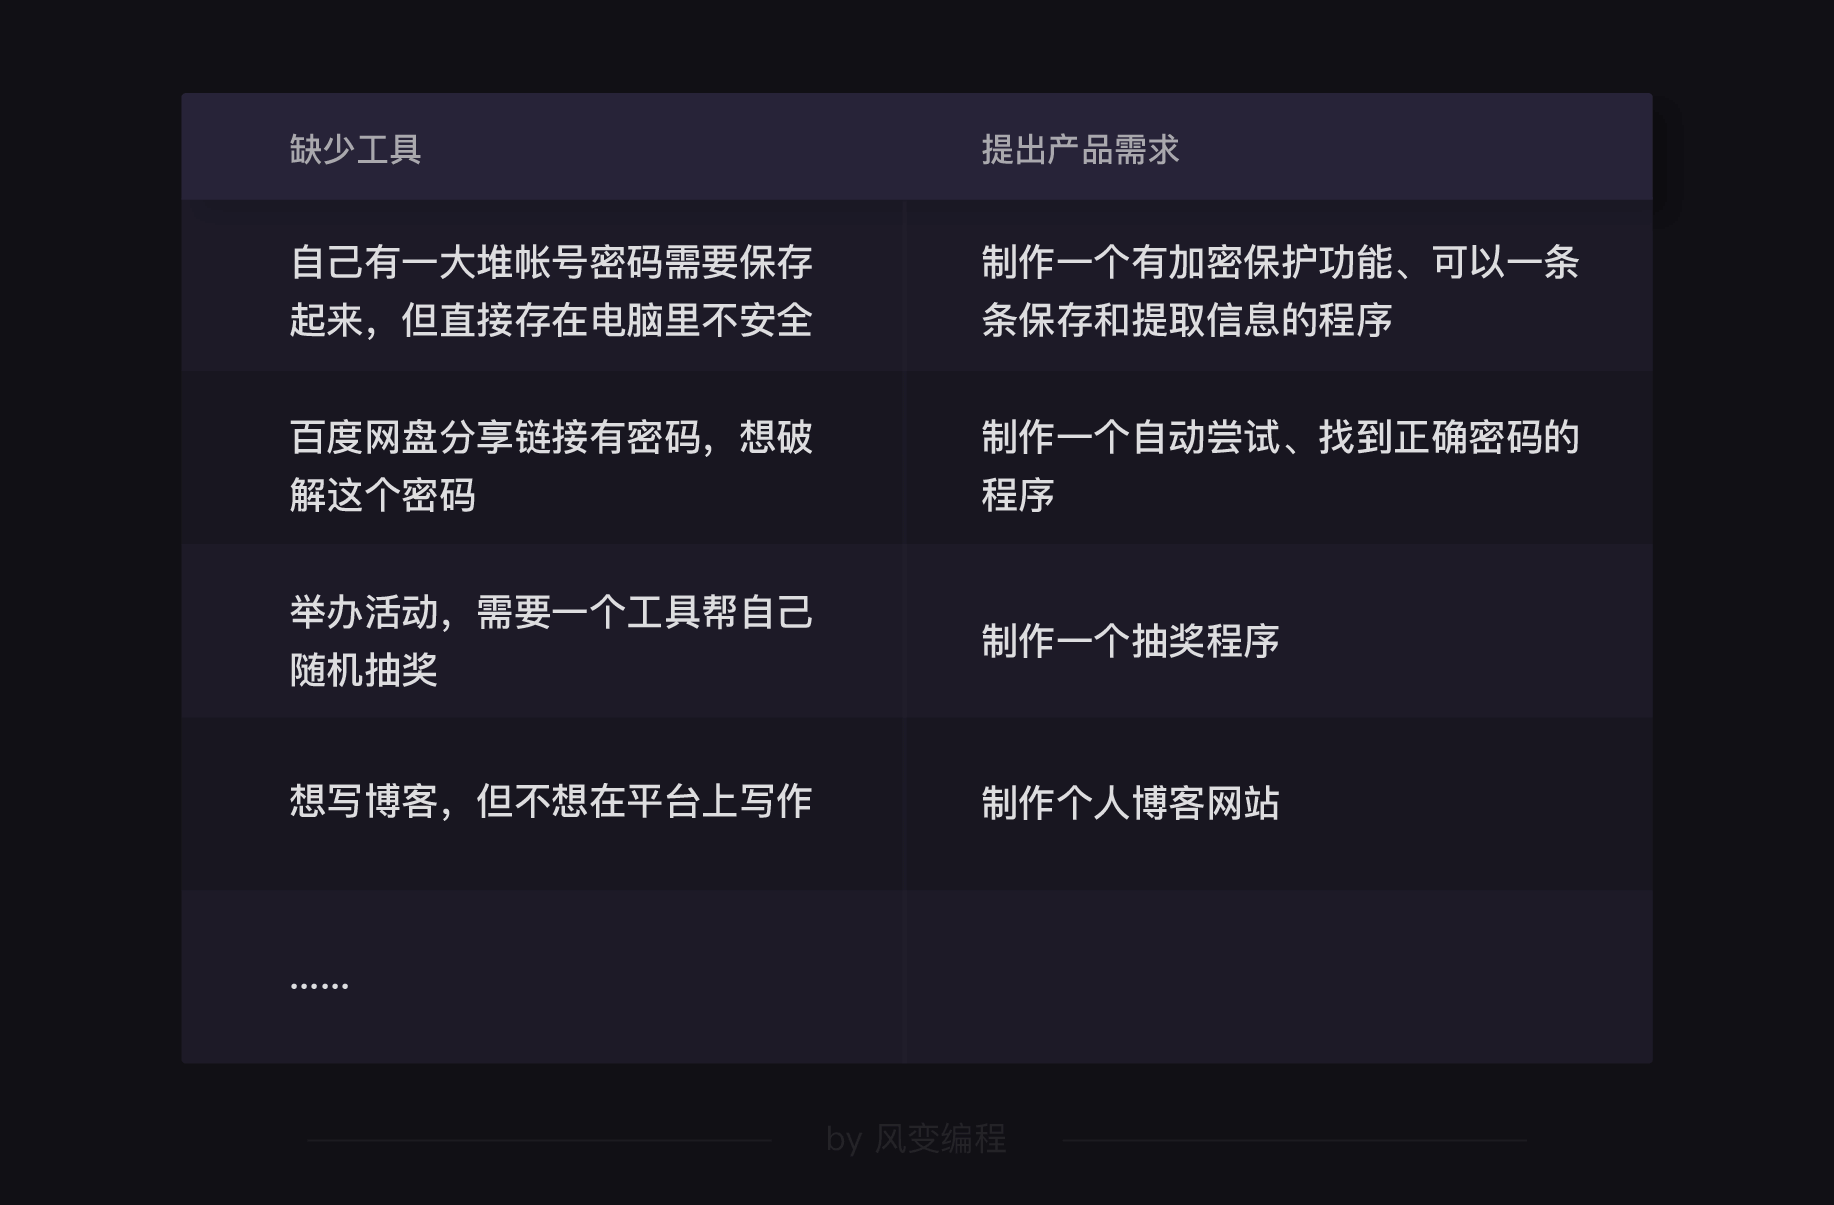 缺少工具
提出产品需求
自己有一大堆帐号密码需要保存
起来，但直接存在电脑里不安全
制作一个有加密保护功能、可以一条
条保存和提取信息的程序
百度网盘分享链接有密码，想破
解这个密码
制作一个自动尝试、找到正确密码的
程序
举办活动，需要一个工具帮自己
随机抽奖
制作一个抽奖程序
想写博客，但不想在平台上写作
制作个人博客网站
……
by 风变编程